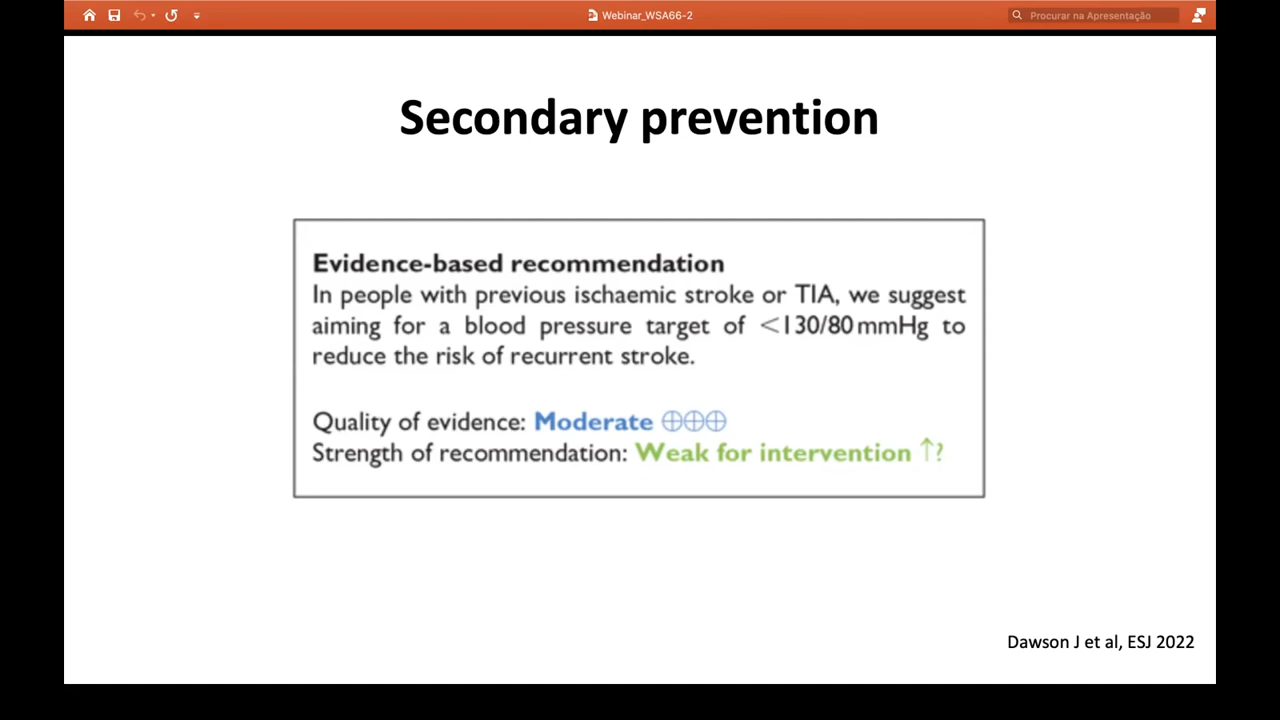 Webinar_WSA66-2
Procurar na Apresentação
Secondary prevention
Evidence-based recommendation
In people with previous ischaemic stroke or TIA, we suggest
aiming for a blood pressure target of <130/80 mmHg to
reduce the risk of recurrent stroke.
Quality of evidence: Moderate ⊕⊕⊕
Strength of recommendation: Weak for intervention ↑?
Dawson J et al, ESJ 2022